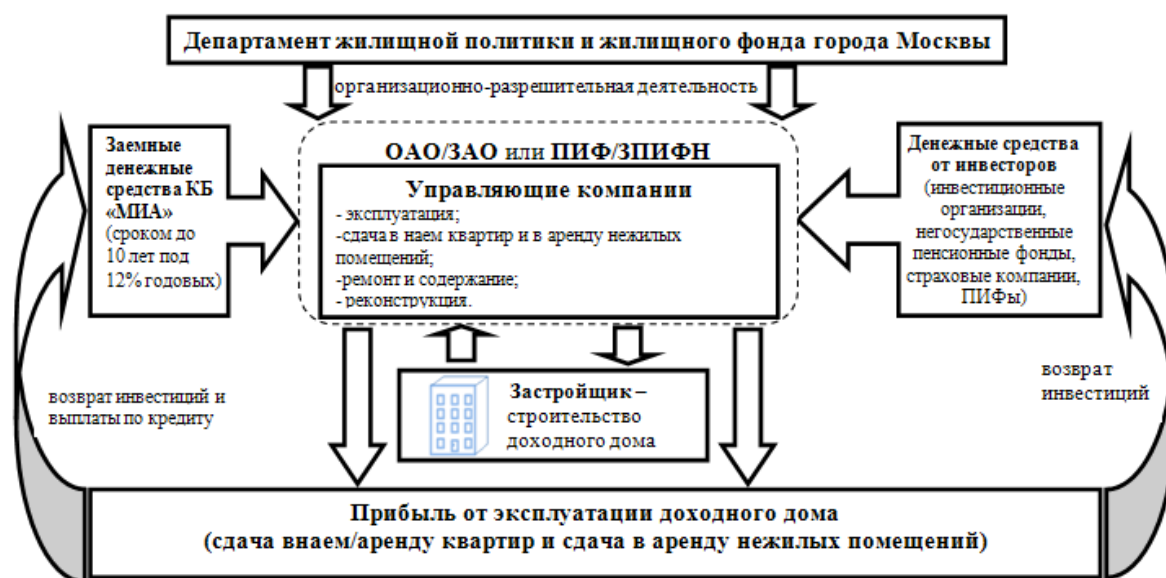 Департамент жилищной политики и жилищного фонда города Москвы
организационно-разрешительная деятельность
Заемные
денежные
средства КБ
«МИА»
(сроком до
10 лет под
12% годовых)
ОАО/ЗАО или ПИФ/ЗПИФН
Управляющие компании
- эксплуатация;
-сдача в наем квартир и в аренду нежилых
помещений;
-ремонт и содержание;
- реконструкция.
Денежные средства
от инвесторов
(инвестиционные
организации,
негосударственные
пенсионные фонды,
страховые компании,
ПИФы)
Застройщик –
строительство
доходного дома
возврат инвестиций и
выплаты по кредиту
возврат
инвестиций
Прибыль от эксплуатации доходного дома
(сдача внаем/аренду квартир и сдача в аренду нежилых помещений)